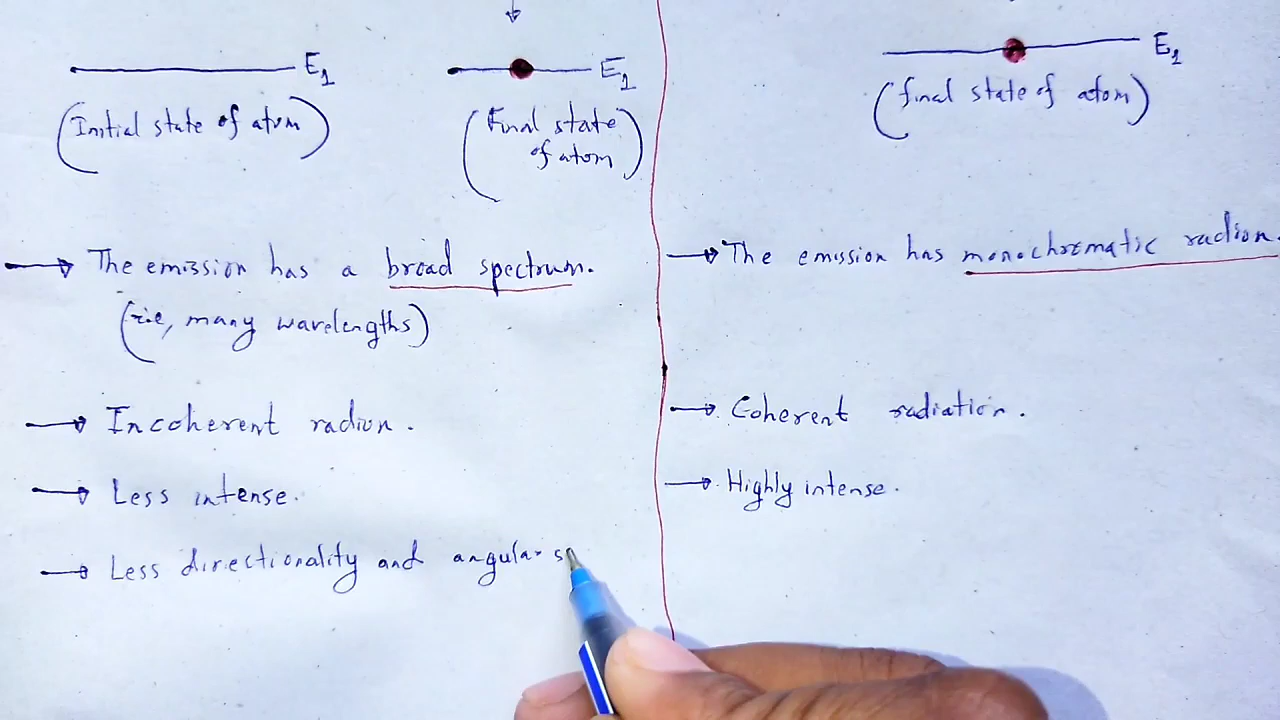 E1
(Initial state of atom)
E1
(Final state
of atom)
→ The emission has a broad spectrum.
(i.e, many wavelengths)
→ Incoherent radion.
→ Less intense.
→ Less directionality and angular s
E1
(final state of atom)
→ The emission has monochromatic radion.
→ Coherent radiation.
→ Highly intense.